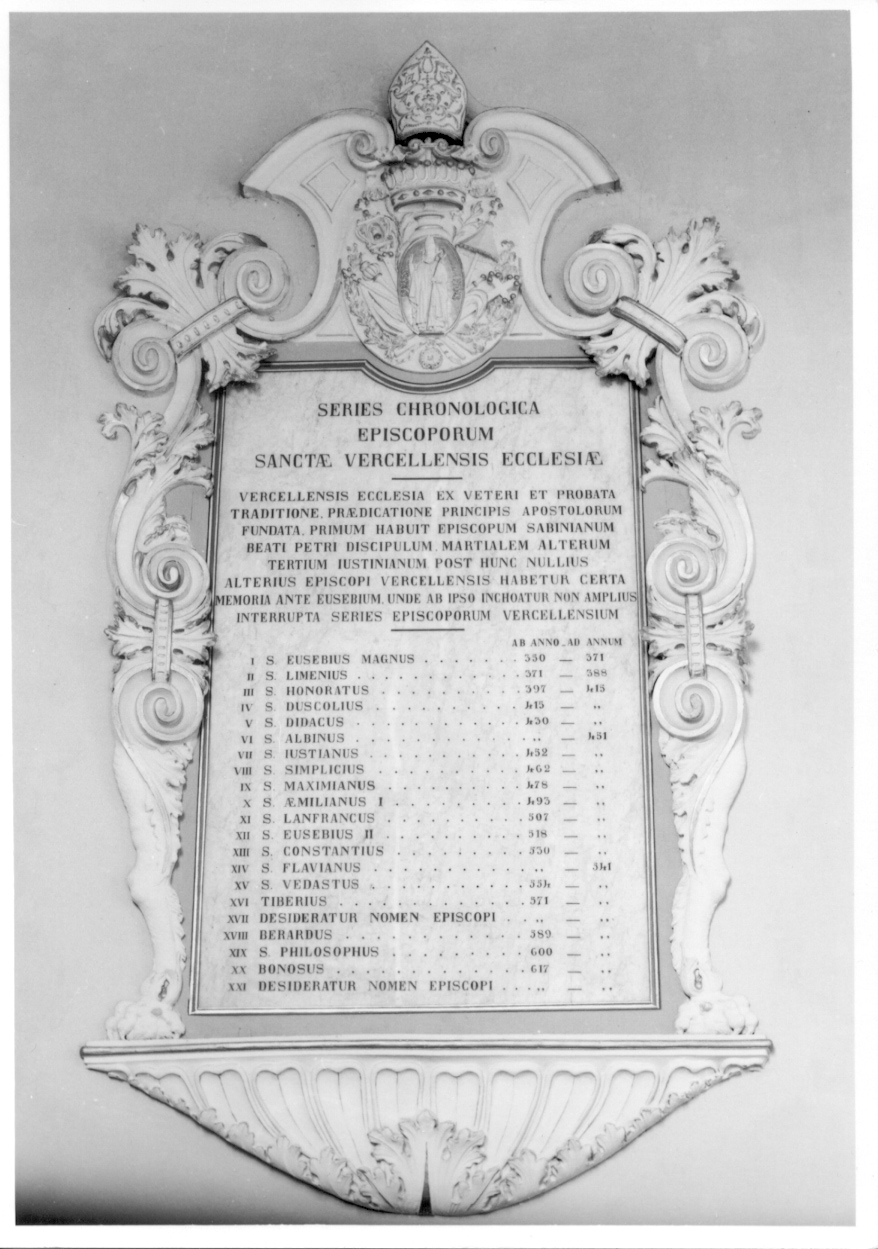 SERIES CHRONOLOGICA
EPISCOPORUM
SANCTÆ VERCELLENSIS ECCLESIÆ
VERCELLENSIS ECCLESIA EX VETERI ET PROBATA
TRADITIONE, PRÆDICATIONE PRINCIPIS APOSTOLORUM
FUNDATA, PRIMUM HABUIT EPISCOPUM SABINIANUM
BEATI PETRI DISCIPULUM, MARTIALEM ALTERUM
TERTIUM IUSTINIANUM POST HUNC NULLIUS
ALTERIUS EPISCOPI VERCELLENSIS HABETUR CERTA
MEMORIA ANTE EUSEBIUM, UNDE AB IPSO INCHOATUR NON AMPLIUS
INTERRUPTA SERIES EPISCOPORUM VERCELLENSIUM
AB ANNO . AD ANNUM
I S. EUSEBIUS MAGNUS . . . . . . . 350 — 371
II S. LIMENIUS . . . . . . . . . . . 371 — 388
III S. HONORATUS . . . . . . . . . . 397 — 415
IV S. DUSCOLIUS . . . . . . . . . . 415 — „
V S. DIDACUS . . . . . . . . . . . 430 — „
VI S. ALBINUS . . . . . . . . . . . „ — 451
VII S. IUSTIANUS . . . . . . . . . . 452 — „
VIII S. SIMPLICIUS . . . . . . . . . 462 — „
IX S. MAXIMIANUS . . . . . . . . . 478 — „
X S. ÆMILIANUS I . . . . . . . . . 493 — „
XI S. LANFRANCUS . . . . . . . . . 507 — „
XII S. EUSEBIUS II . . . . . . . . . 518 — „
XIII S. CONSTANTIUS . . . . . . . . 530 — „
XIV S. FLAVIANUS . . . . . . . . . . „ — 541
XV S. VEDASTUS . . . . . . . . . . 554 — „
XVI TIBERIUS . . . . . . . . . . . . 571 — „
XVII DESIDERATUR NOMEN EPISCOPI . . „ — „
XVIII BERARDUS . . . . . . . . . . . 589 — „
XIX S. PHILOSOPHUS . . . . . . . . . 600 — „
XX BONOSUS . . . . . . . . . . . . 617 — „
XXI DESIDERATUR NOMEN EPISCOPI . . . „ — „